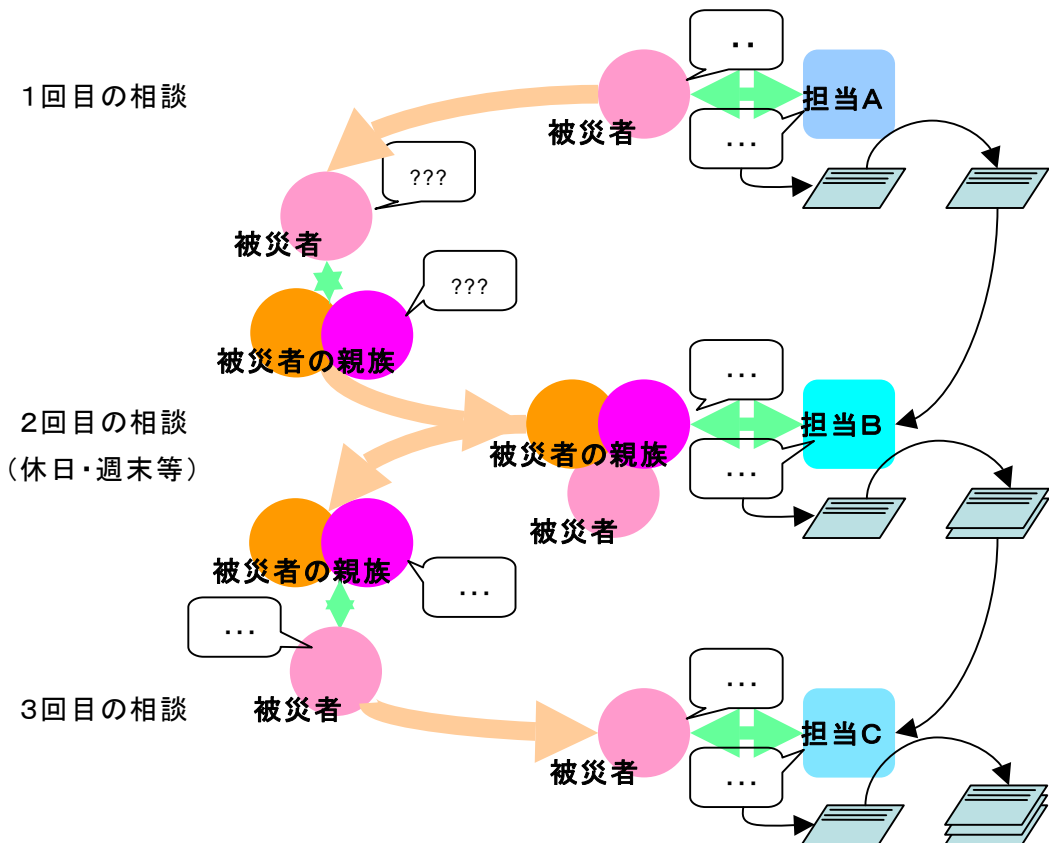 1回目の相談
‥
担当A
被災者
…
???
被災者
???
被災者の親族
2回目の相談
(休日・週末等)
…
担当B
被災者の親族
…
被災者
被災者の親族
…
…
被災者
3回目の相談
…
担当C
被災者
…